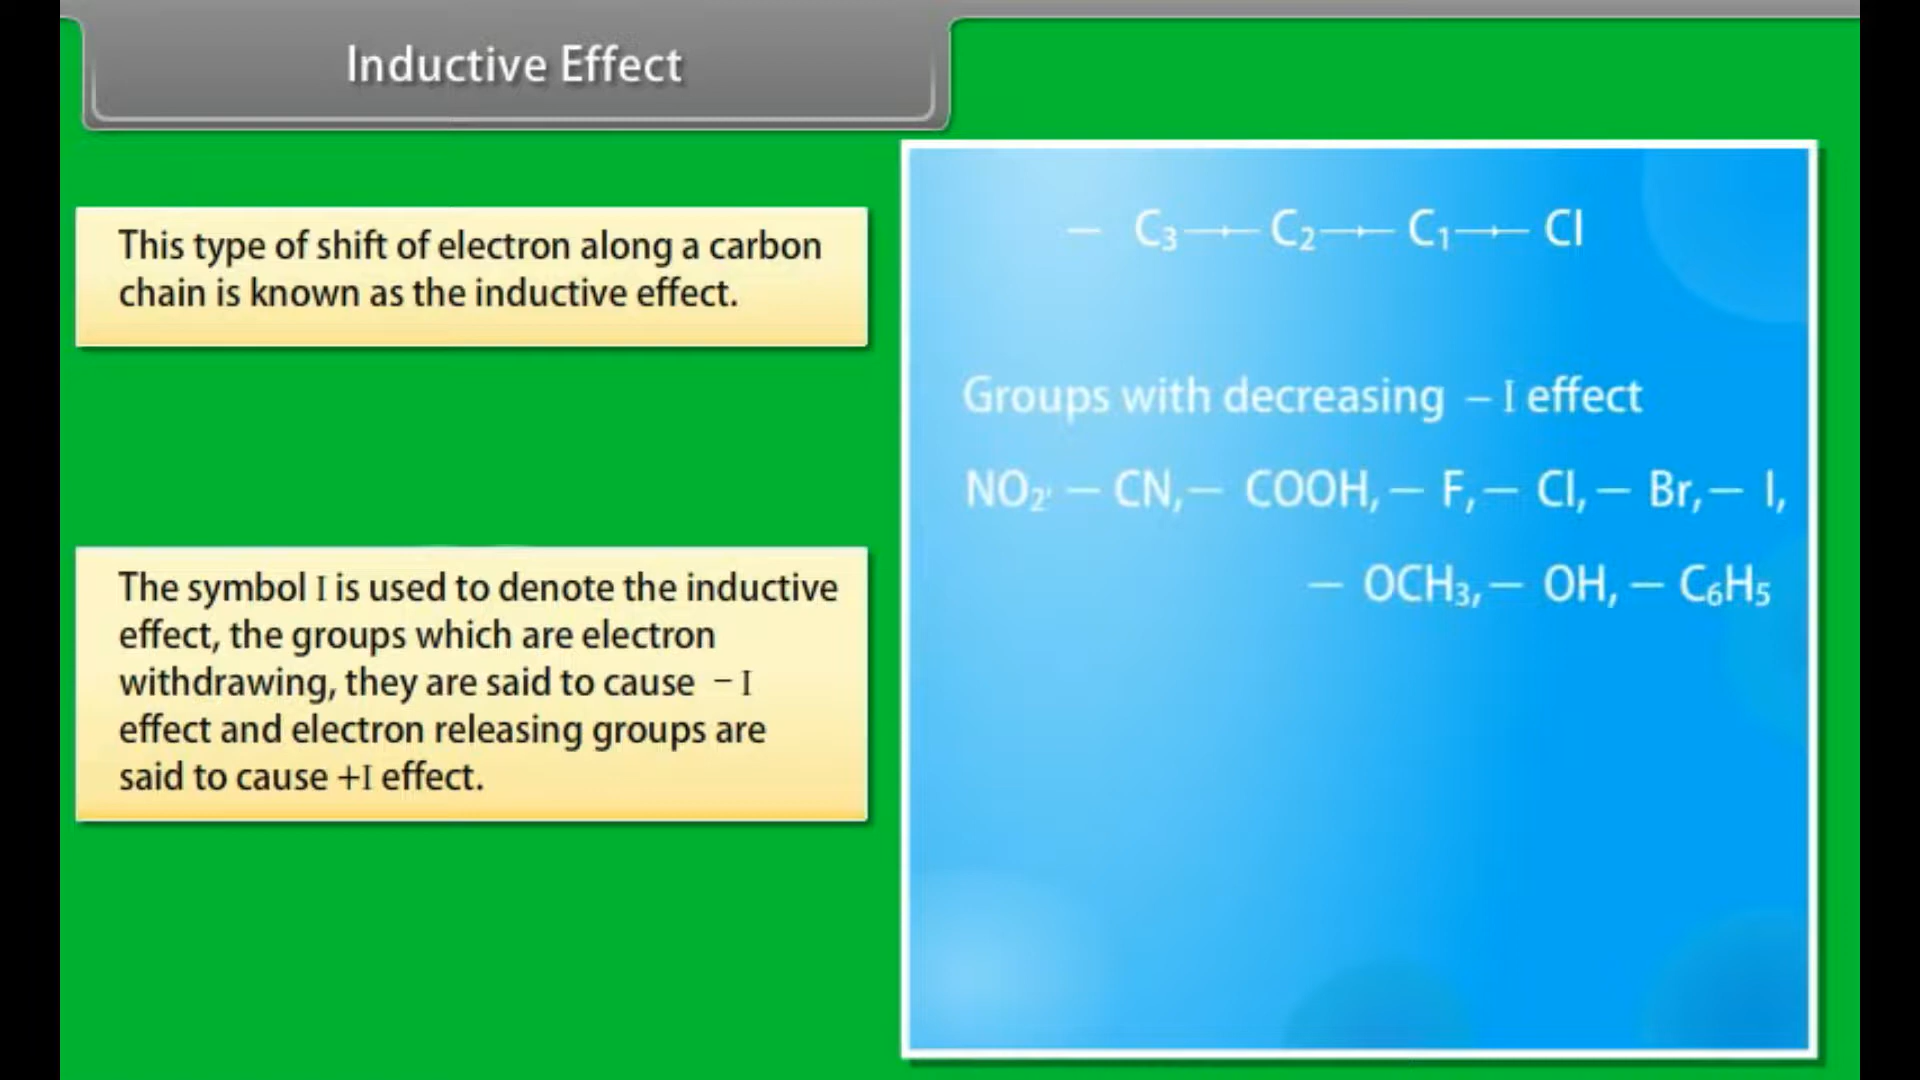 Inductive Effect
This type of shift of electron along a carbon
chain is known as the inductive effect.
The symbol I is used to denote the inductive
effect, the groups which are electron
withdrawing, they are said to cause – I
effect and electron releasing groups are
said to cause +I effect.
— C₃→C₂→C₁→Cl
Groups with decreasing – I effect
NO₂, — CN, — COOH, — F, — Cl, — Br, — I,
— OCH₃, — OH, — C₆H₅